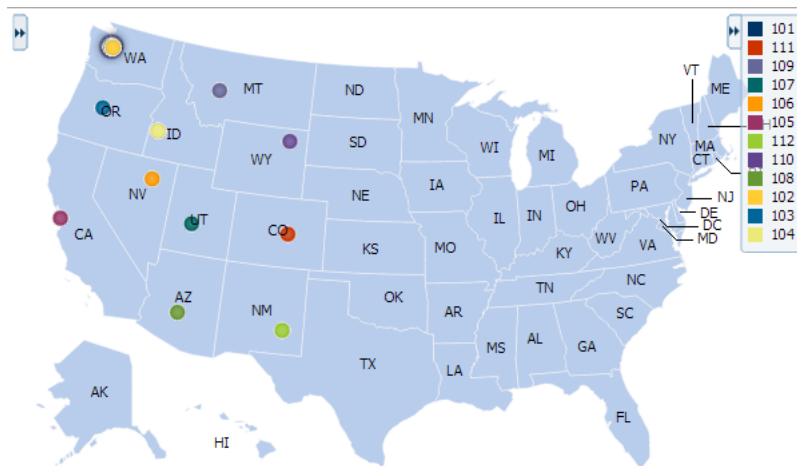 WA
VT
101
111
109
107
106
105
112
110
108
102
103
104
MT
ND
ME
OR
MN
ID
SD
WI
NY
MA
CT
WY
MI
NV
NE
IA
PA
NJ
UT
CO
IL
IN
OH
DE
DC
MD
CA
KS
MO
WV
VA
KY
AZ
NM
OK
TN
NC
AR
SC
TX
MS
AL
GA
LA
AK
FL
HI